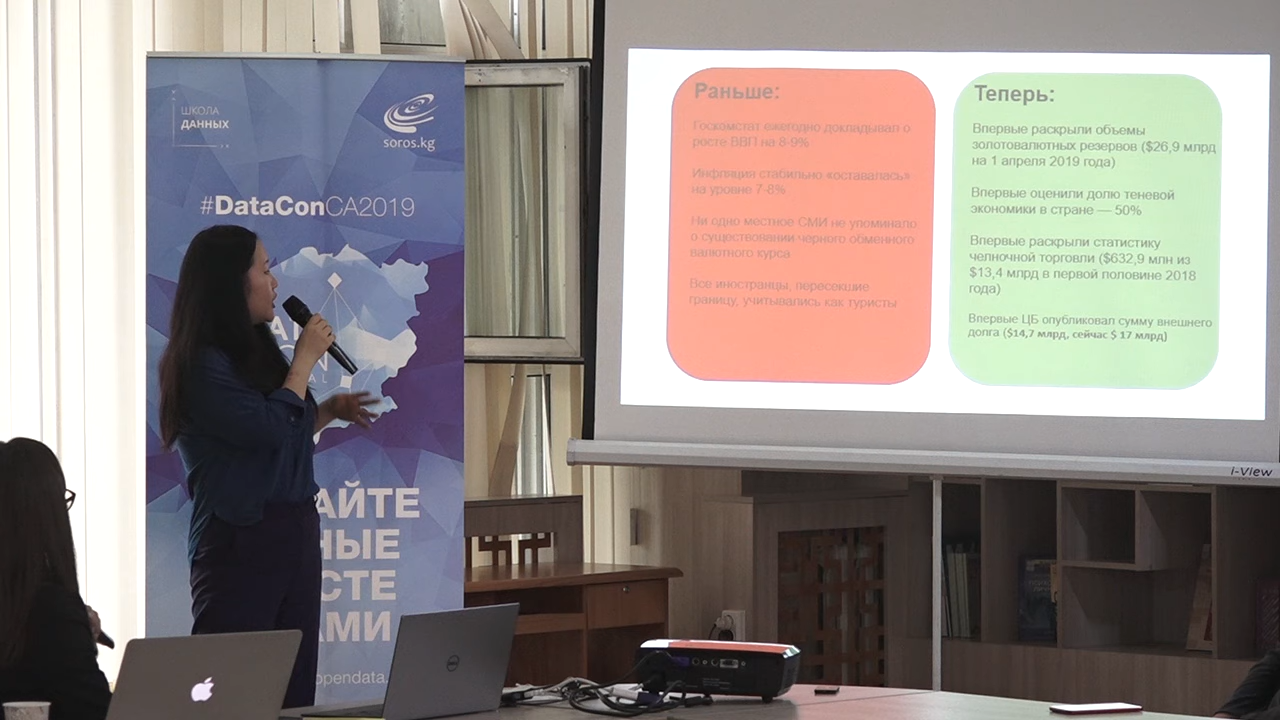 ШКОЛА
ДАННЫХ
soros.kg
#DataConCA2019
АЙТЕ
НЫЕ
СТЕ
АМИ
opendata.
Раньше:
Госкомстат ежегодно докладывал о
росте ВВП на 8-9%
Инфляция стабильно «оставалась»
на уровне 7-8%
Ни одно местное СМИ не упоминало
о существовании черного обменного
валютного курса
Все иностранцы, пересекшие
границу, учитывались как туристы
Теперь:
Впервые раскрыли объемы
золотовалютных резервов ($26,9 млрд
на 1 апреля 2019 года)
Впервые оценили долю теневой
экономики в стране — 50%
Впервые раскрыли статистику
челночной торговли ($632,9 млн из
$13,4 млрд в первой половине 2018
года)
Впервые ЦБ опубликовал сумму внешнего
долга ($14,7 млрд, сейчас $ 17 млрд)
i-View
DELL